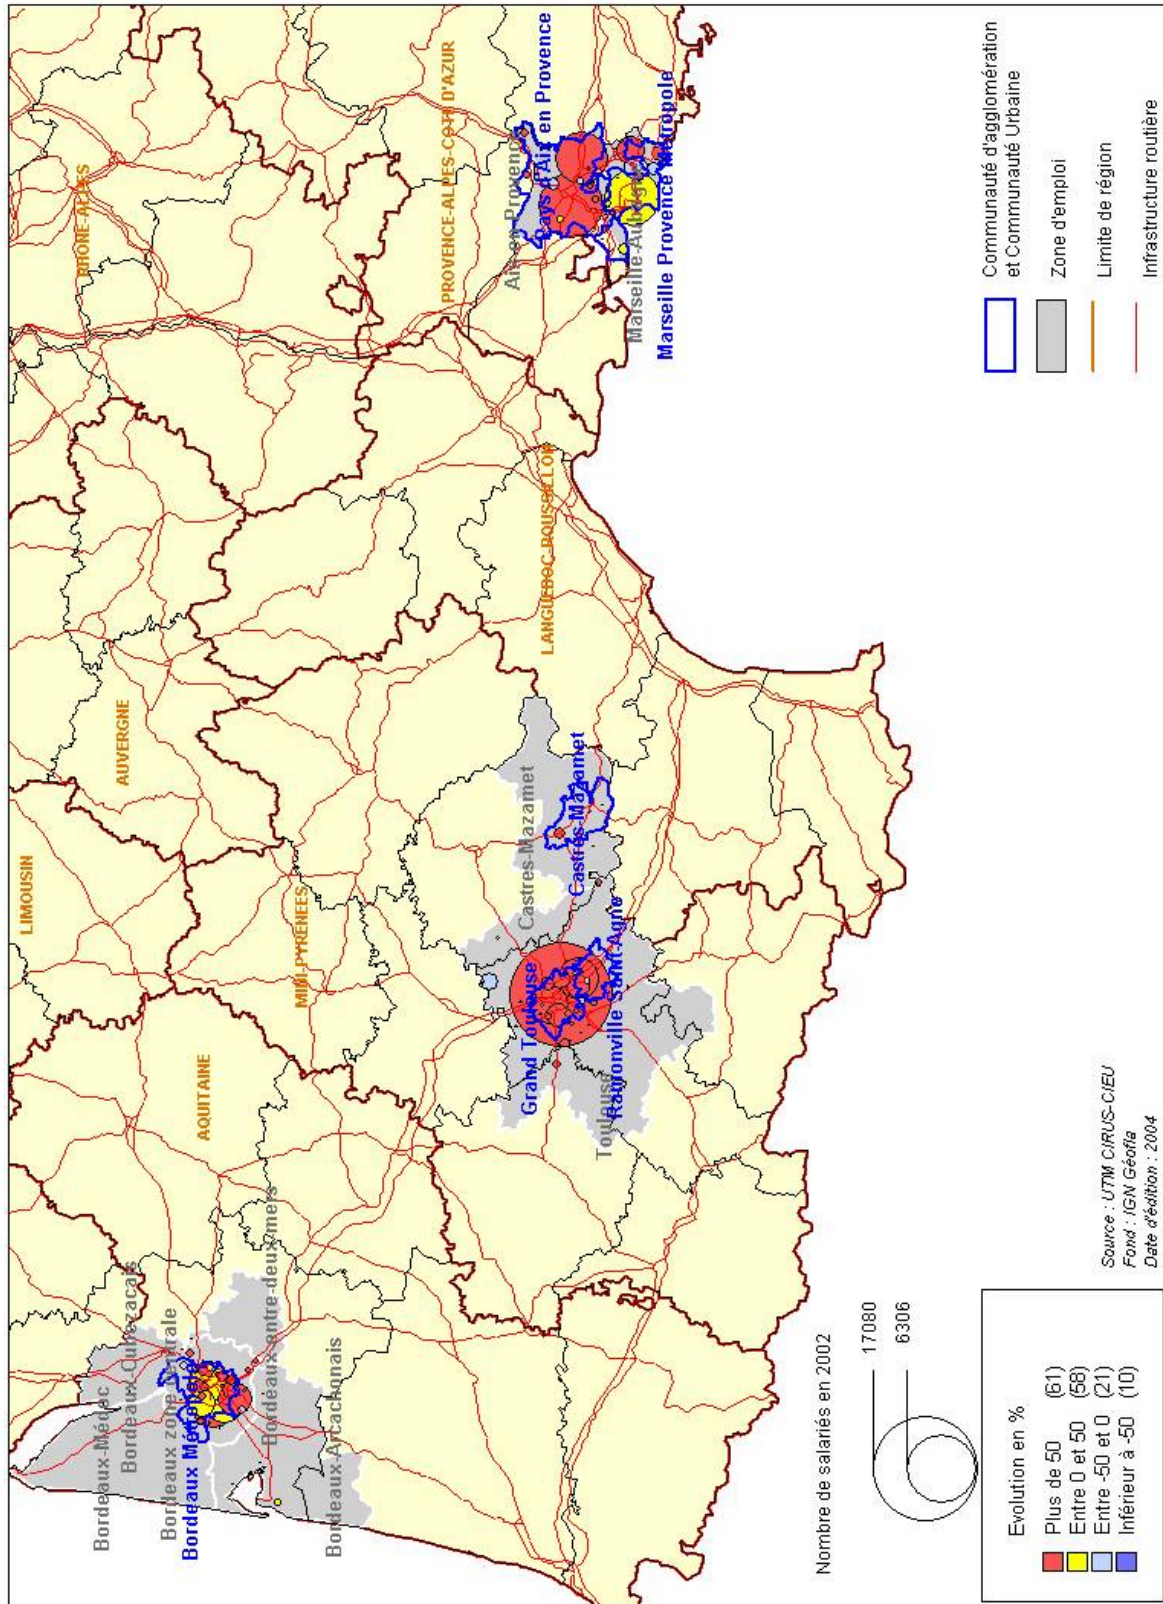 LIMOUSIN
AUVERGNE
RHÔNE-ALPES
AQUITAINE
MIDI-PYRENEES
LANGUEDOC-ROUSSILLON
PROVENCE-ALPES-COTE D'AZUR
Bordeaux-Médoc
Bordeaux-Cubzacais
Bordeaux zone centrale
Bordeaux Métropole
Bordeaux-entre-deux-mers
Bordeaux-Arcachonais
Grand Toulouse
Toulouse
Ramonville Saint-Agne
Castres-Mazamet
Castres-Mazamet
Aix-en-Provence
Pays d'Aix en Provence
Marseille-Aubagne
Marseille Provence Métropole
Nombre de salariés en 2002
17080
6306
Evolution en %
Plus de 50 (61)
Entre 0 et 50 (58)
Entre -50 et 0 (21)
Inférieur à -50 (10)
Source : UTM CIRUS-CIEU
Fond : IGN Géofla
Date d'édition : 2004
Communauté d'agglomération
et Communauté Urbaine
Zone d'emploi
Limite de région
Infrastructure routière